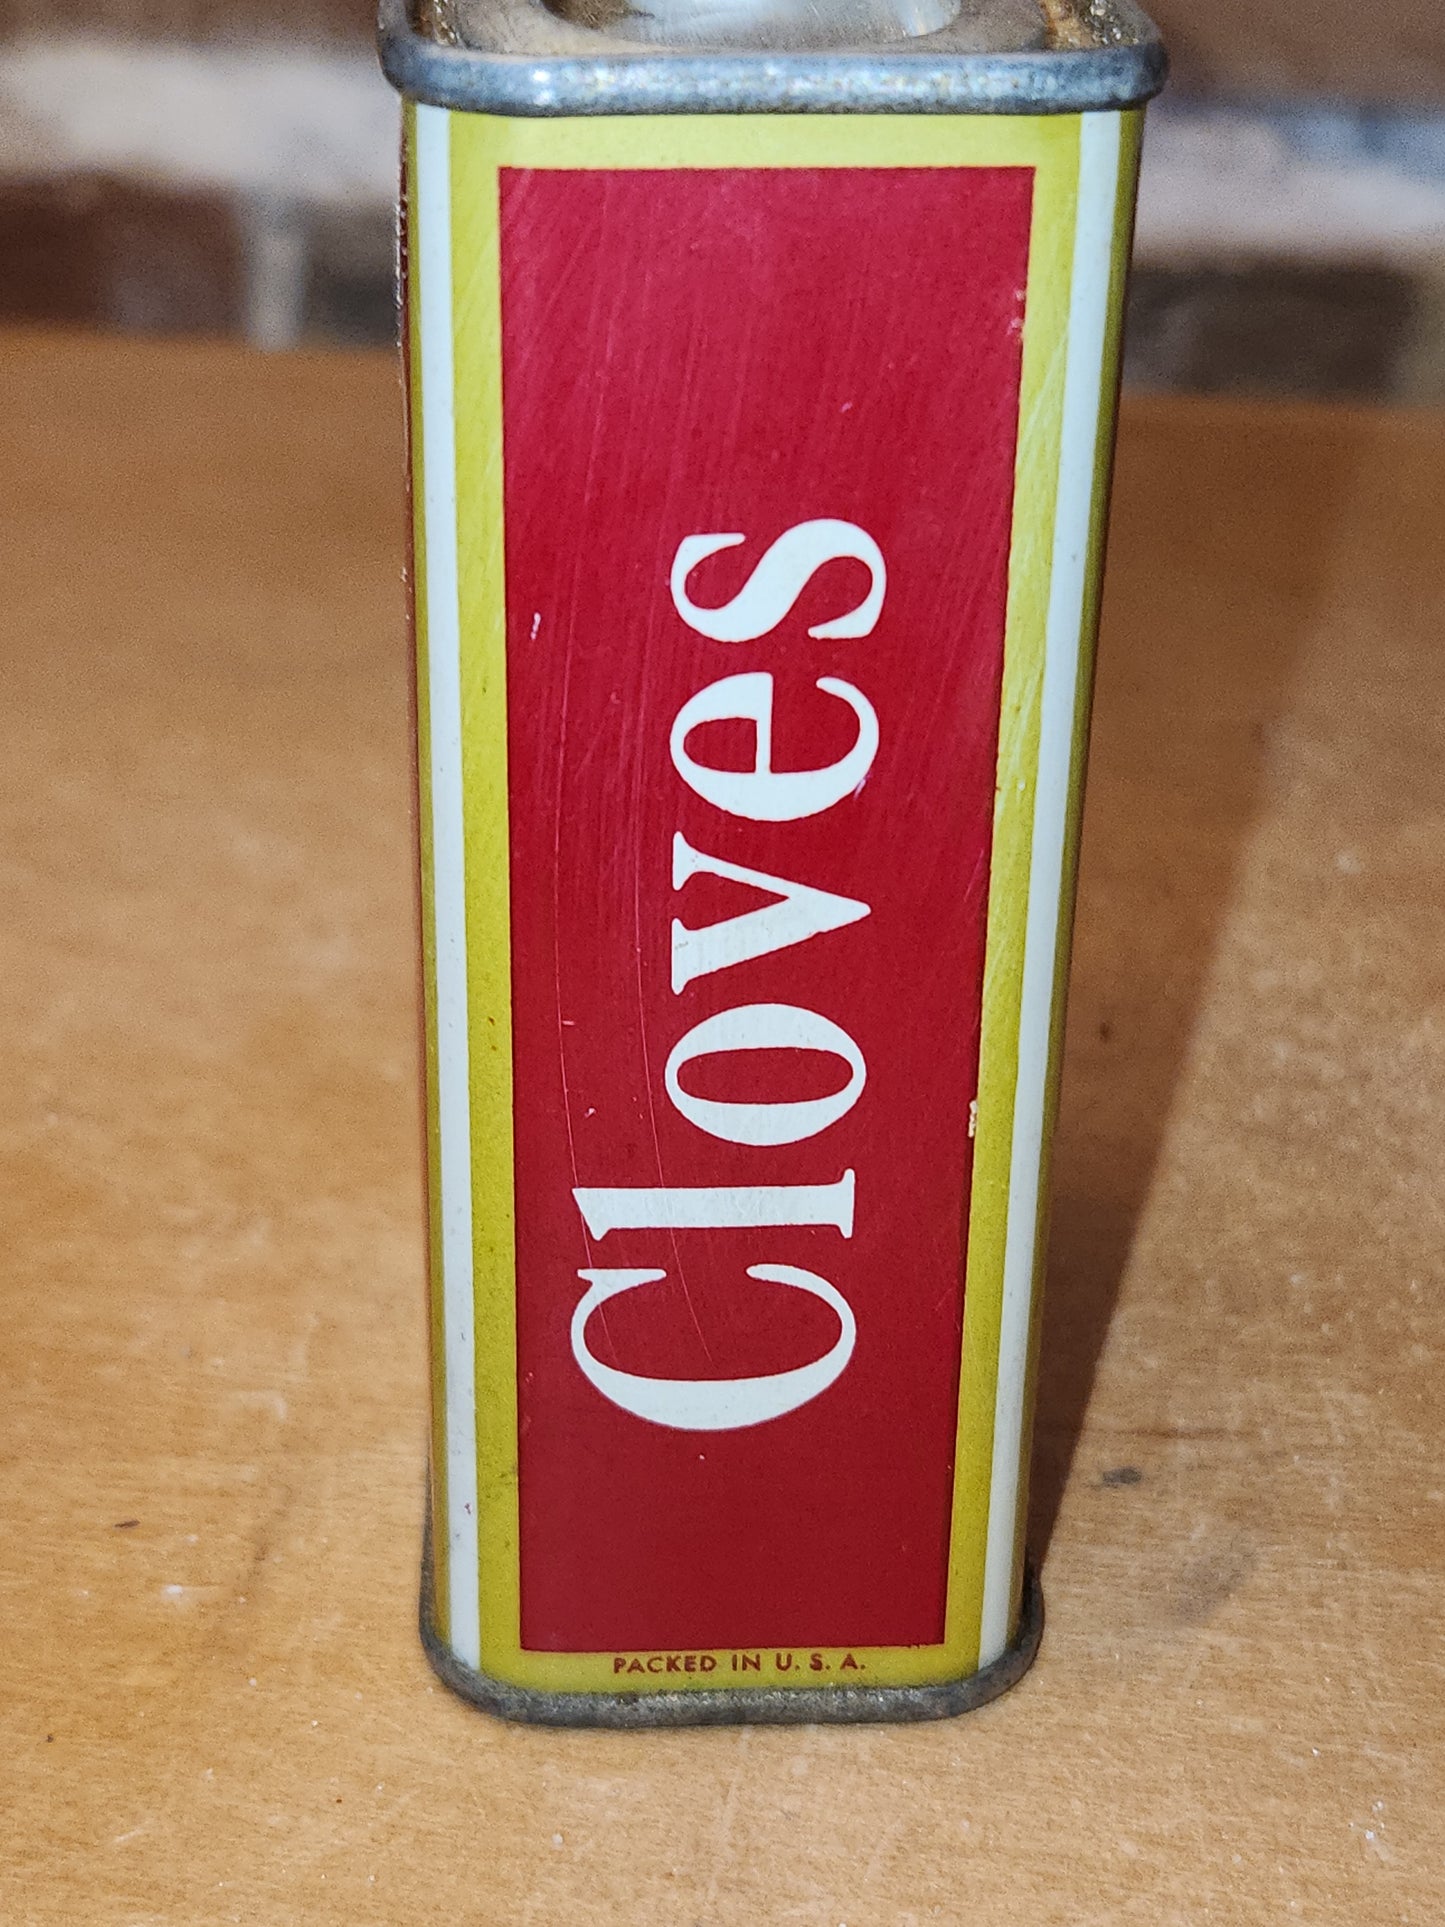 Cloves
PACKED IN U. S. A.